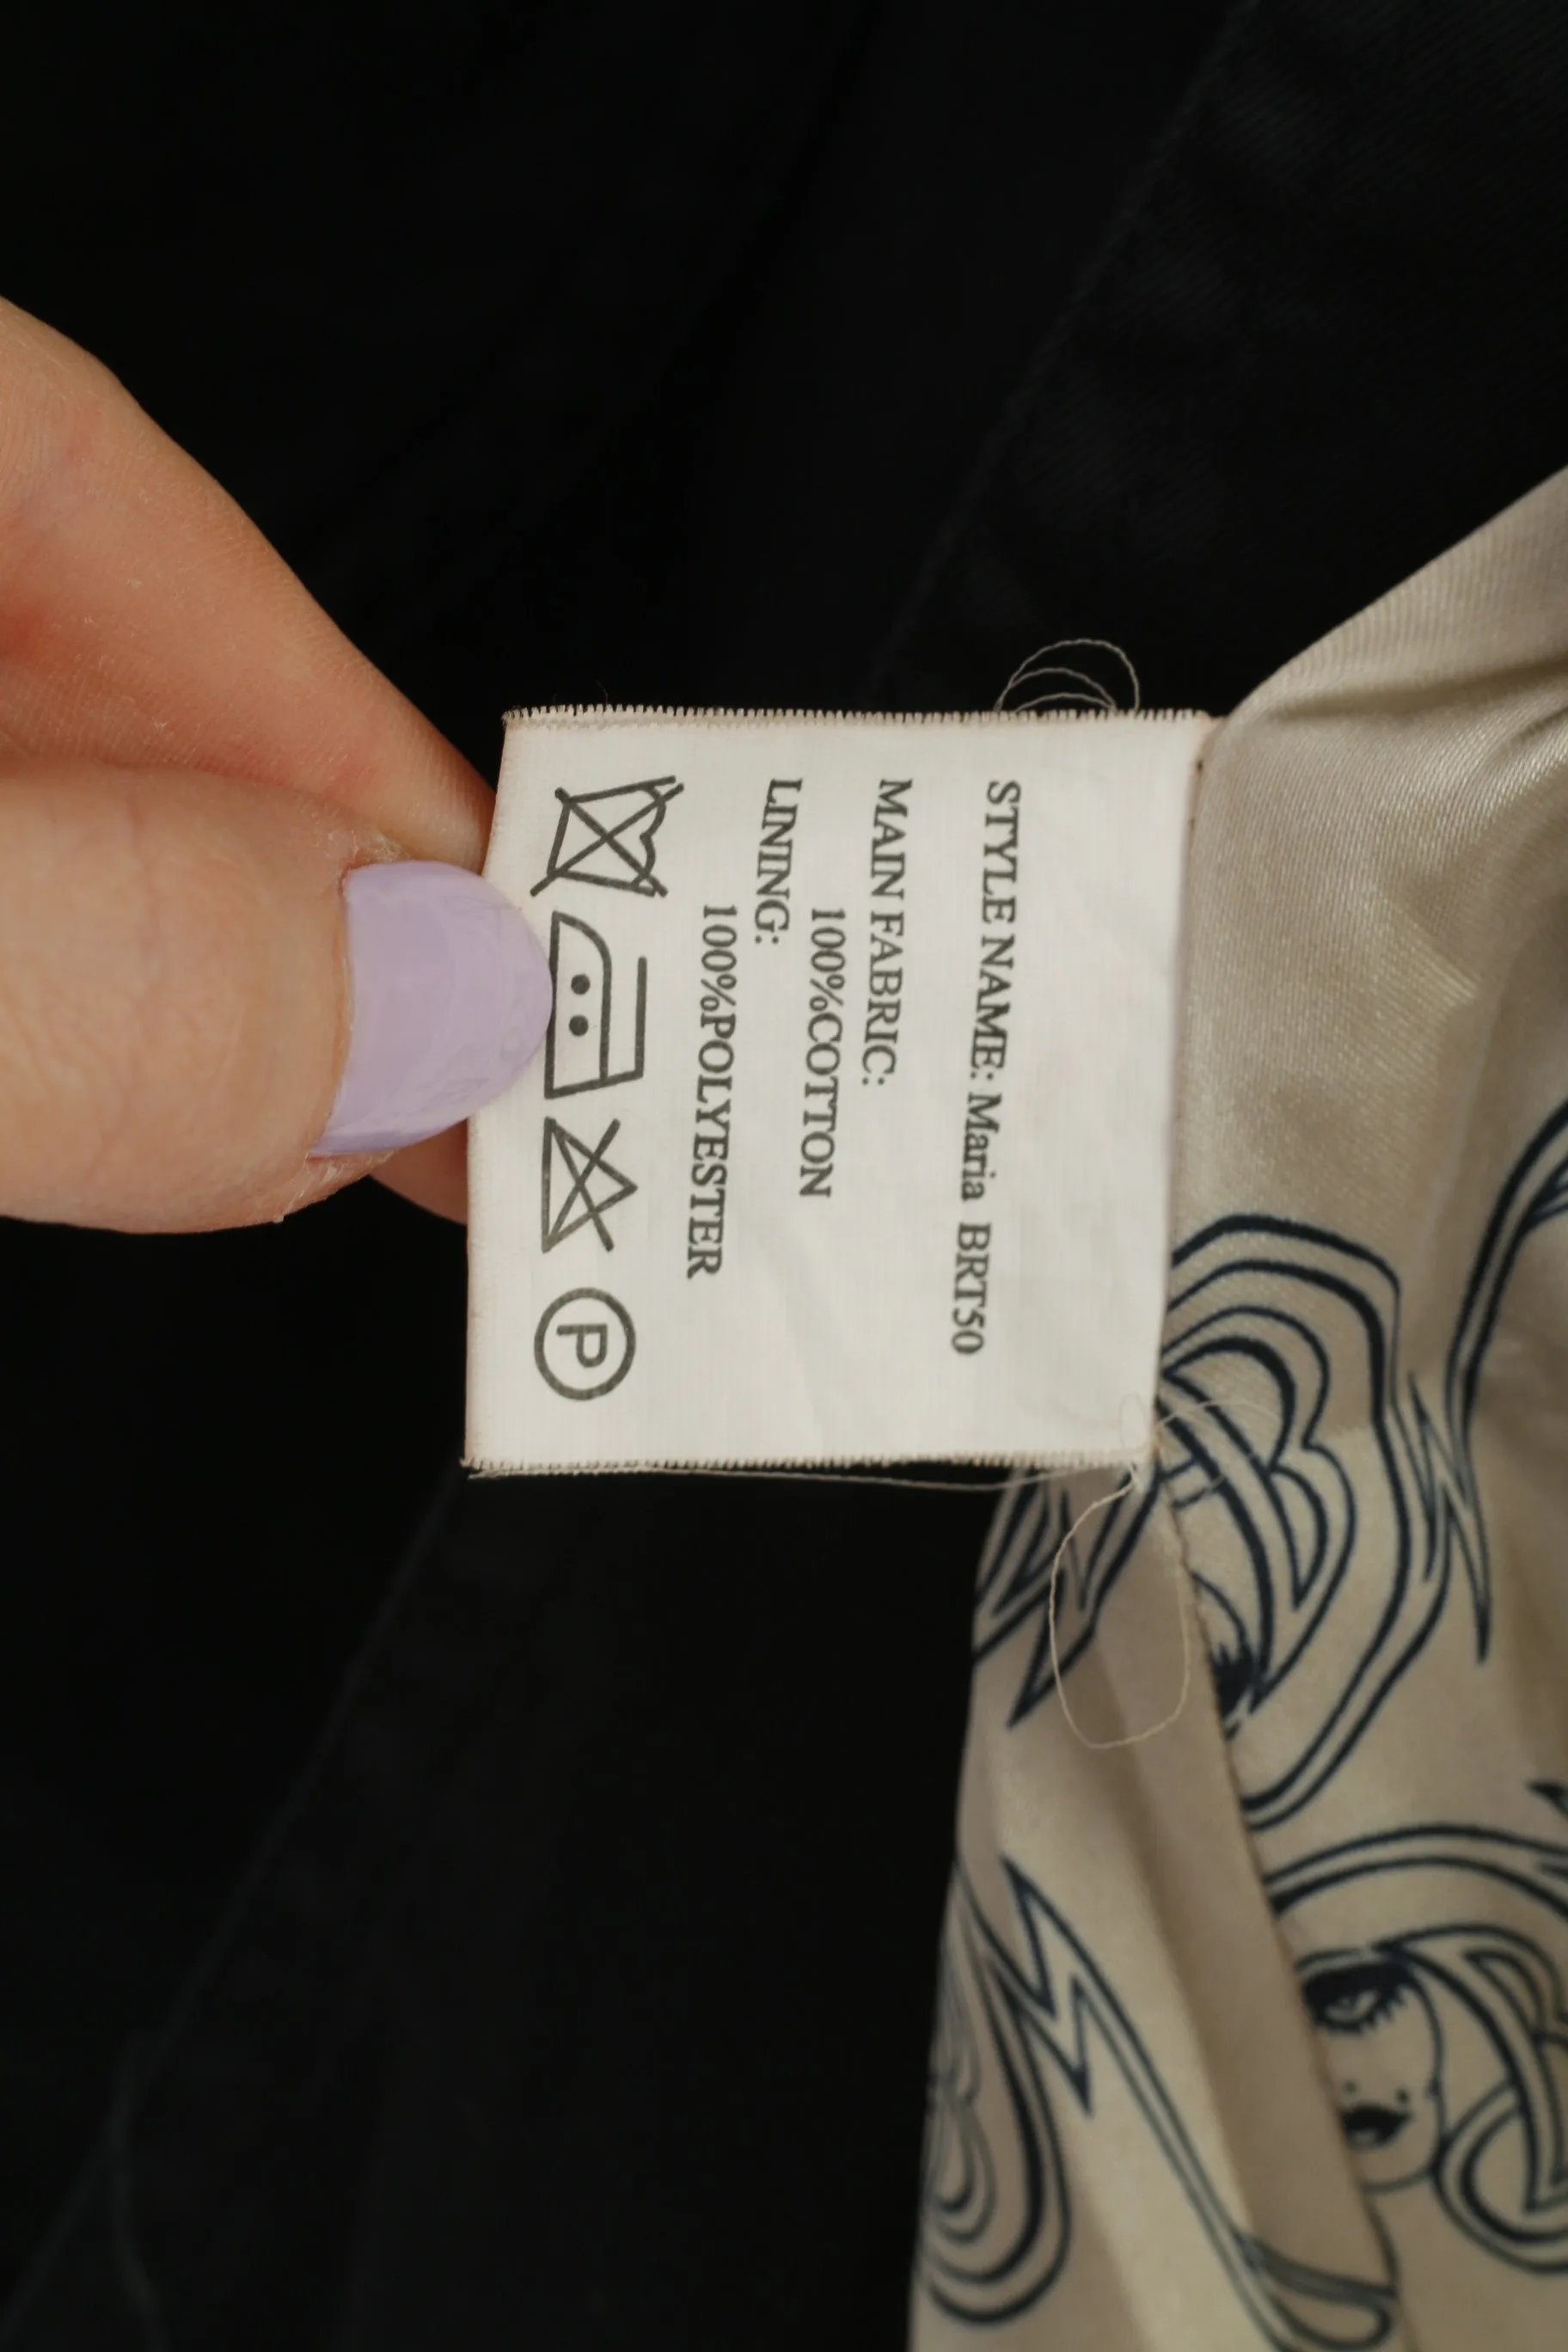 STYLE NAME: Maria BRT50
MAIN FABRIC:
100%COTTON
LINING:
100%POLYESTER
P